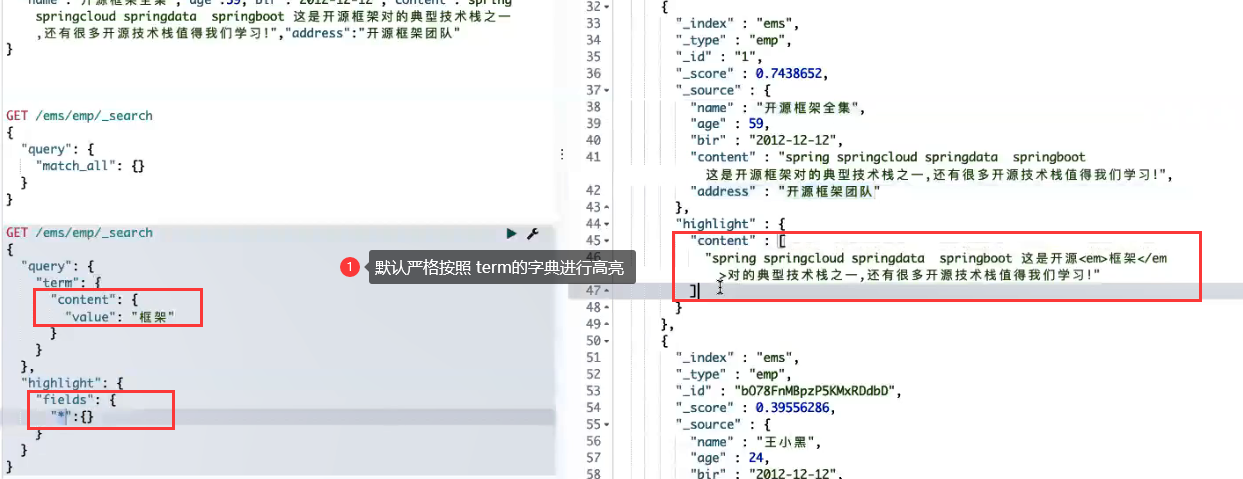 "name":"开源框架全集","age":59,"bir":"2012-12-12","content":"spring
springcloud springdata  springboot 这是开源框架对的典型技术栈之一
,还有很多开源技术栈值得我们学习!","address":"开源框架团队"
}
GET /ems/emp/_search
{
"query": {
"match_all": {}
}
}
GET /ems/emp/_search
{
"query": {
"term": {
"content": {
"value": "框架"
}
}
},
"highlight": {
"fields": {
"*":{}
}
}
}
1 默认严格按照 term的字典进行高亮
32 {
33 "_index" : "ems",
34 "_type" : "emp",
35 "_id" : "1",
36 "_score" : 0.7438652,
37 "_source" : {
38 "name" : "开源框架全集",
39 "age" : 59,
40 "bir" : "2012-12-12",
41 "content" : "spring springcloud springdata  springboot
这是开源框架对的典型技术栈之一,还有很多开源技术栈值得我们学习!",
42 "address" : "开源框架团队"
43 },
44 "highlight" : {
45 "content" : [
46 "spring springcloud springdata  springboot 这是开源<em>框架</em
>对的典型技术栈之一,还有很多开源技术栈值得我们学习!"
47 ]
48 }
49 },
50 {
51 "_index" : "ems",
52 "_type" : "emp",
53 "_id" : "bO78FnMBpzP5KMxRDdbD",
54 "_score" : 0.39556286,
55 "_source" : {
56 "name" : "王小黑",
57 "age" : 24,
58 "bir" : "2012-12-12",